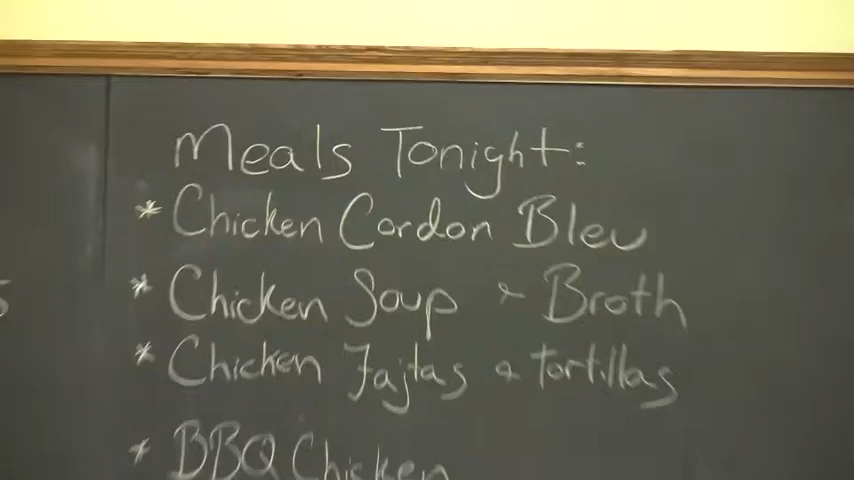 Meals Tonight:
* Chicken Cordon Bleu
* Chicken Soup & Broth
* Chicken Fajitas & Tortillas
* BBQ Chicken